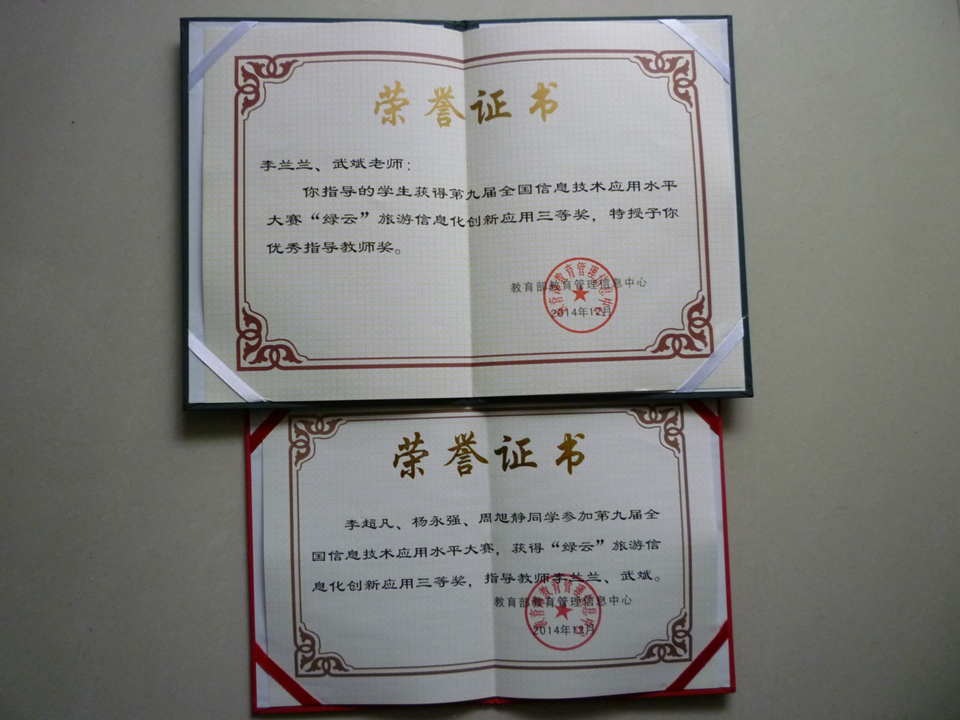 荣誉证书
李兰兰、武斌老师：
你指导的学生获得第九届全国信息技术应用水平
大赛“绿云”旅游信息化创新应用三等奖，特授予你
优秀指导教师奖。
教育部教育管理信息中心
2014年12月
荣誉证书
李超凡、杨永强、周旭静同学参加第九届全
国信息技术应用水平大赛，获得“绿云”旅游信
息化创新应用三等奖，指导教师李兰兰、武斌。
教育部教育管理信息中心
2014年12月